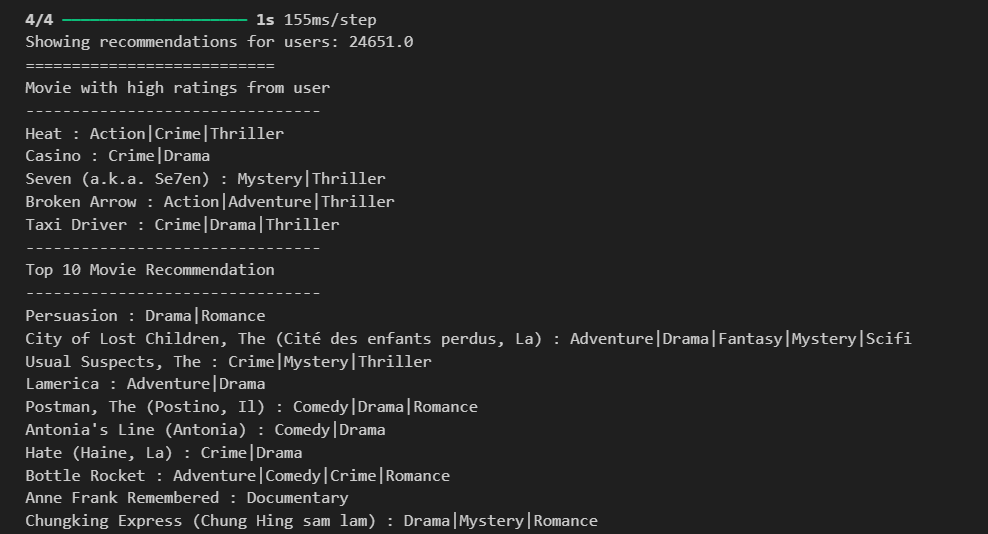 4/4 ━━━━━━━━━━━━━━━━━━━━ 1s 155ms/step
Showing recommendations for users: 24651.0
===========================
Movie with high ratings from user
--------------------------------
Heat : Action|Crime|Thriller
Casino : Crime|Drama
Seven (a.k.a. Se7en) : Mystery|Thriller
Broken Arrow : Action|Adventure|Thriller
Taxi Driver : Crime|Drama|Thriller
--------------------------------
Top 10 Movie Recommendation
--------------------------------
Persuasion : Drama|Romance
City of Lost Children, The (Cité des enfants perdus, La) : Adventure|Drama|Fantasy|Mystery|Scifi
Usual Suspects, The : Crime|Mystery|Thriller
Lamerica : Adventure|Drama
Postman, The (Postino, Il) : Comedy|Drama|Romance
Antonia's Line (Antonia) : Comedy|Drama
Hate (Haine, La) : Crime|Drama
Bottle Rocket : Adventure|Comedy|Crime|Romance
Anne Frank Remembered : Documentary
Chungking Express (Chung Hing sam lam) : Drama|Mystery|Romance